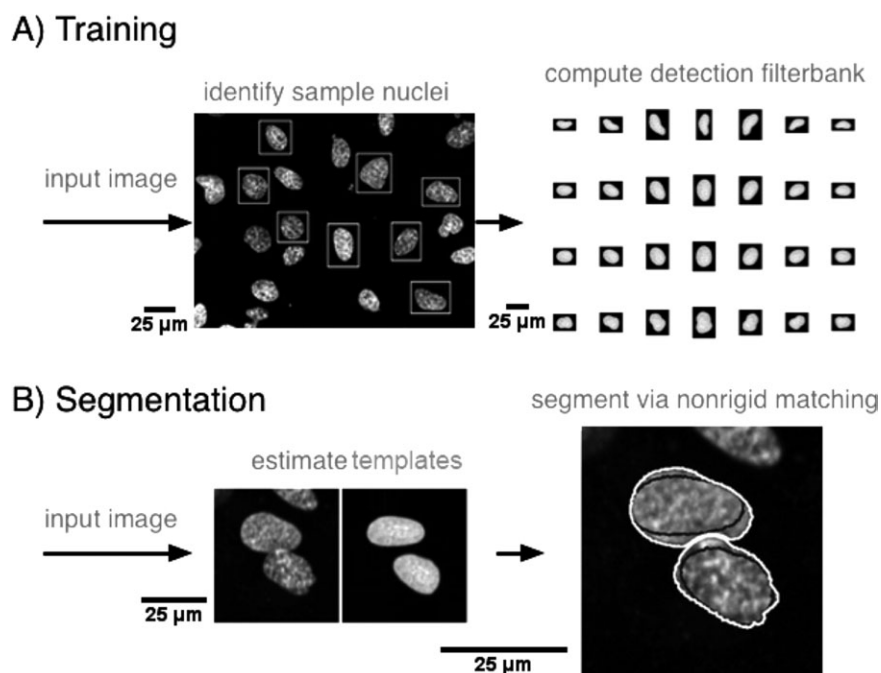 A) Training
identify sample nuclei
compute detection filterbank
input image
25 µm
25 µm
B) Segmentation
segment via nonrigid matching
estimate templates
input image
25 µm
25 µm